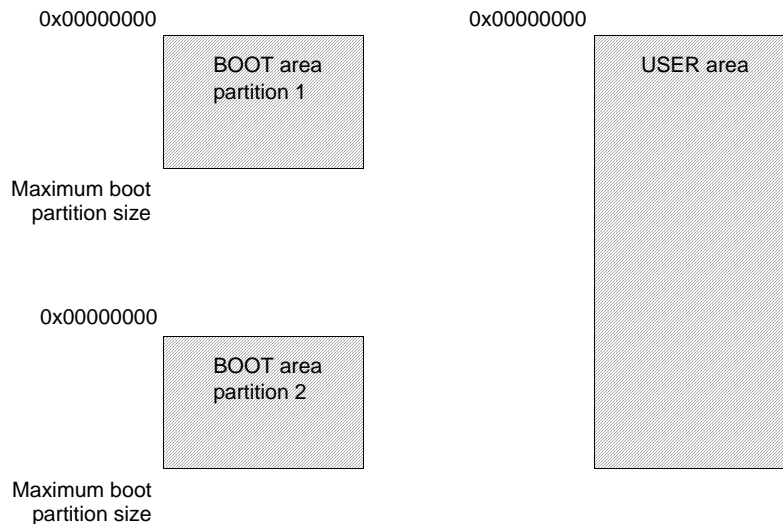 0x00000000
BOOT area
partition 1
Maximum boot
partition size
0x00000000
BOOT area
partition 2
Maximum boot
partition size
0x00000000
USER area